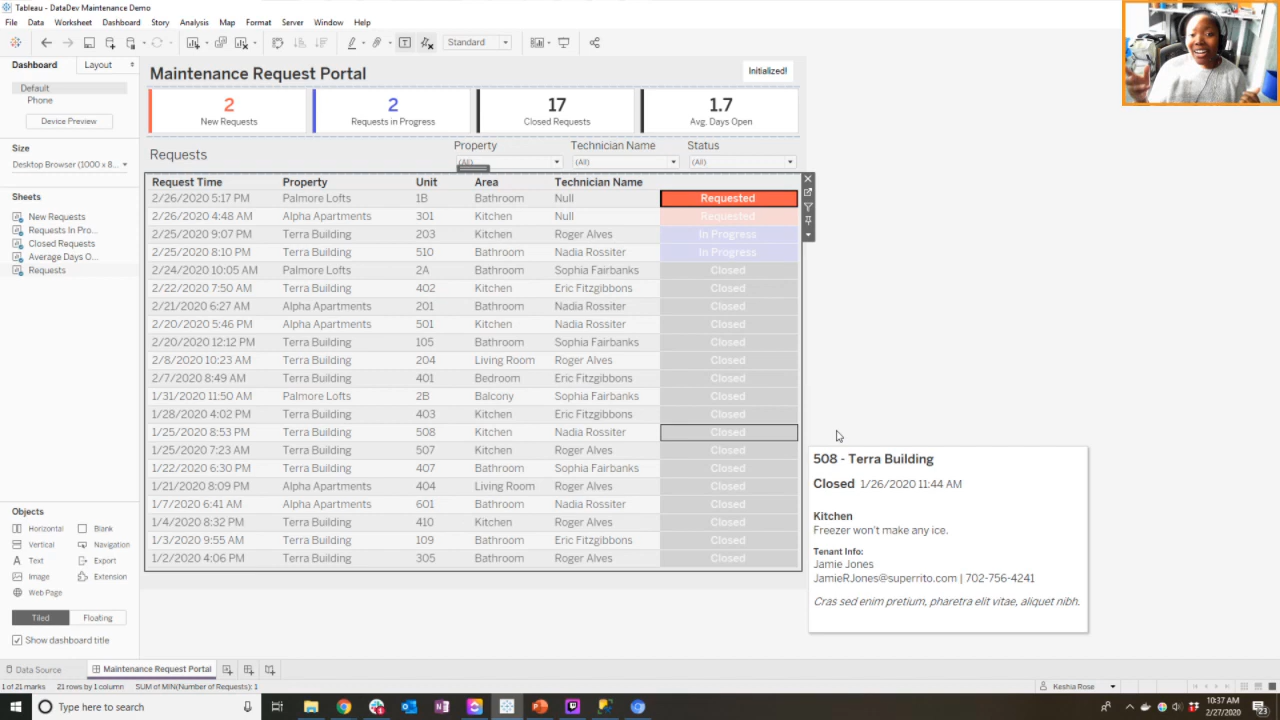 Tableau - DataDev Maintenance Demo
File Data Worksheet Dashboard Story Analysis Map Format Server Window Help
Standard
Dashboard Layout
Default
Phone
Device Preview
Size
Desktop Browser (1000 x 8...
Sheets
New Requests
Requests In Pro...
Closed Requests
Average Days O...
Requests
Objects
Horizontal Blank
Vertical Navigation
Text Export
Image Extension
Web Page
Tiled Floating
Show dashboard title
Maintenance Request Portal
Initialized!
2 2 17 1.7
New Requests Requests in Progress Closed Requests Avg. Days Open
Requests
Property Technician Name Status
(All) (All) (All)
Request Time Property Unit Area Technician Name
2/26/2020 5:17 PM Palmore Lofts 1B Bathroom Null Requested
2/26/2020 4:48 AM Alpha Apartments 301 Kitchen Null Requested
2/25/2020 9:07 PM Terra Building 203 Kitchen Roger Alves In Progress
2/25/2020 8:10 PM Terra Building 510 Bathroom Nadia Rossiter In Progress
2/24/2020 10:05 AM Palmore Lofts 2A Bathroom Sophia Fairbanks Closed
2/22/2020 7:50 AM Terra Building 402 Kitchen Eric Fitzgibbons Closed
2/21/2020 6:27 AM Alpha Apartments 201 Bathroom Nadia Rossiter Closed
2/20/2020 5:46 PM Alpha Apartments 501 Kitchen Nadia Rossiter Closed
2/20/2020 12:12 PM Terra Building 105 Bathroom Sophia Fairbanks Closed
2/8/2020 10:23 AM Terra Building 204 Living Room Roger Alves Closed
2/7/2020 8:49 AM Terra Building 401 Bedroom Eric Fitzgibbons Closed
1/31/2020 11:50 AM Palmore Lofts 2B Balcony Sophia Fairbanks Closed
1/28/2020 4:02 PM Terra Building 403 Kitchen Eric Fitzgibbons Closed
1/25/2020 8:53 PM Terra Building 508 Kitchen Nadia Rossiter Closed
1/25/2020 7:23 AM Terra Building 507 Kitchen Roger Alves Closed
1/22/2020 6:30 PM Terra Building 407 Bathroom Sophia Fairbanks Closed
1/21/2020 8:09 PM Alpha Apartments 404 Living Room Roger Alves Closed
1/7/2020 6:41 AM Alpha Apartments 601 Bathroom Nadia Rossiter Closed
1/4/2020 8:32 PM Terra Building 410 Kitchen Roger Alves Closed
1/3/2020 9:55 AM Terra Building 109 Bathroom Eric Fitzgibbons Closed
1/2/2020 4:06 PM Terra Building 305 Bathroom Roger Alves Closed
508 - Terra Building
Closed 1/26/2020 11:44 AM
Kitchen
Freezer won't make any ice.
Tenant Info:
Jamie Jones
JamieRJones@superrito.com | 702-756-4241
Cras sed enim pretium, pharetra elit vitae, aliquet nibh.
Data Source Maintenance Request Portal
1 of 21 marks 21 rows by 1 column SUM of MIN(Number of Requests): 1 Kashia Rose
Type here to search
10:37 AM
2/27/2020
23